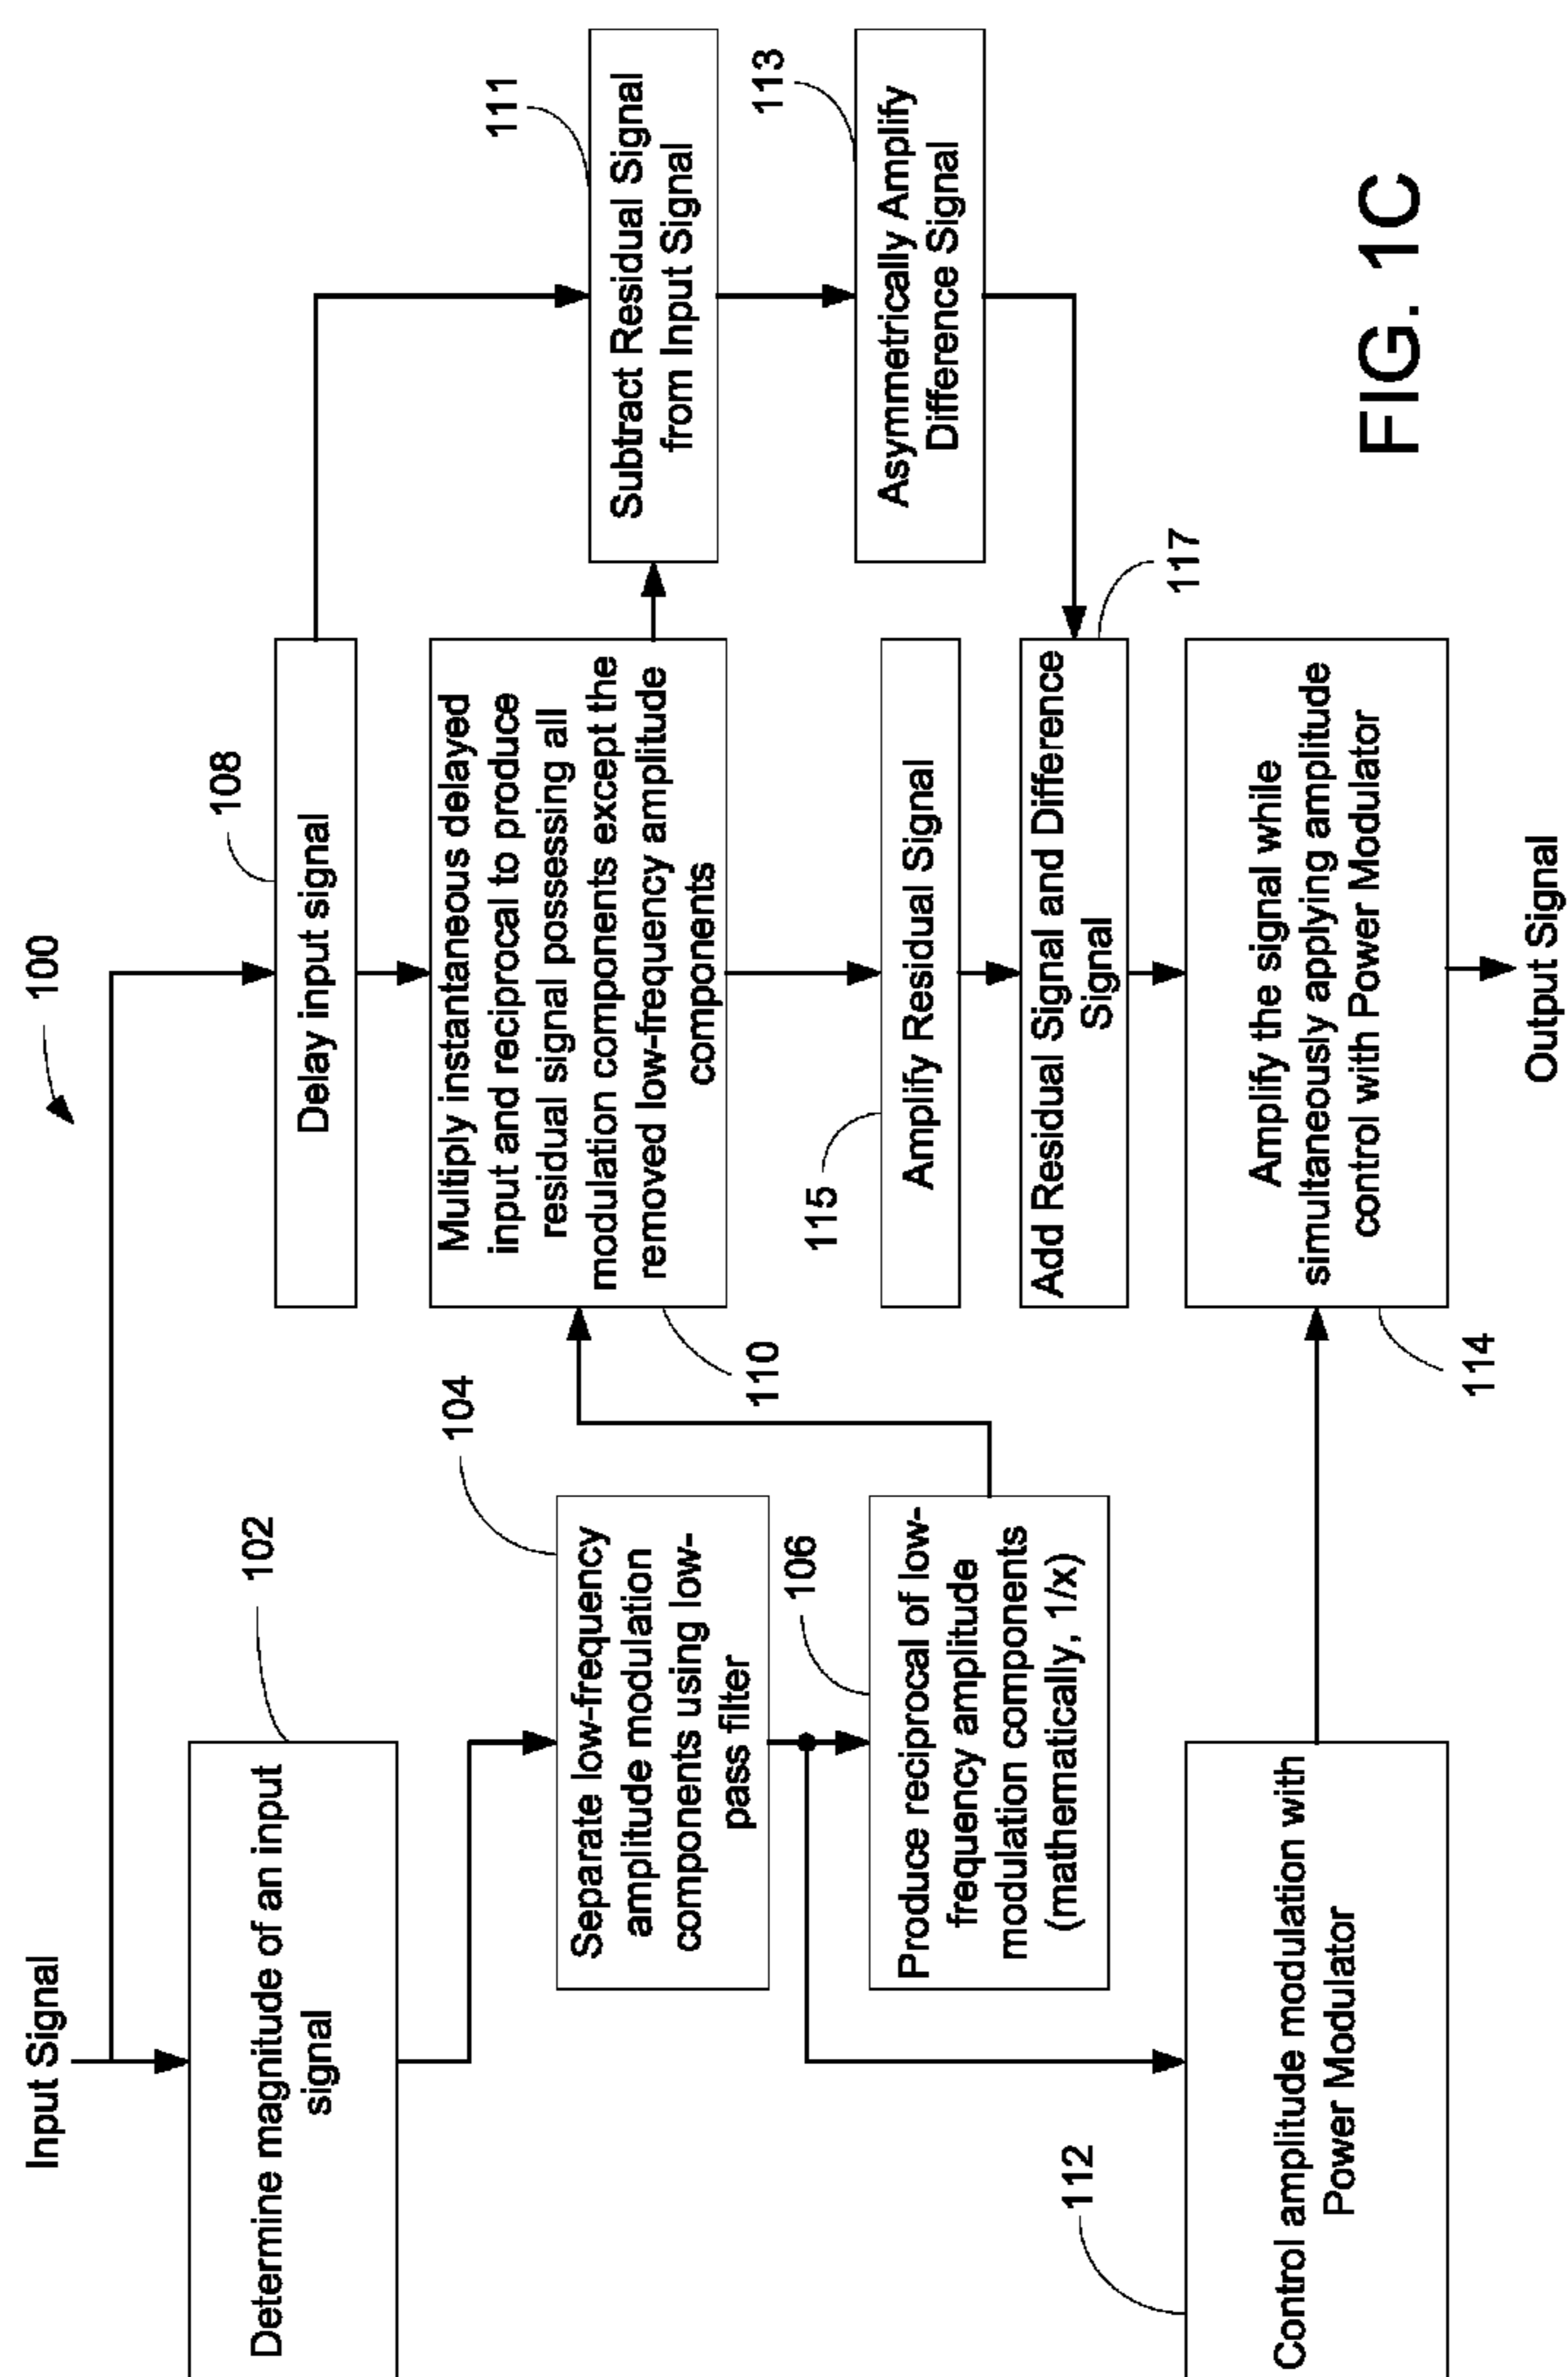 100
Input Signal
102
Determine magnitude of an input
signal
108
Delay input signal
104
Separate low-frequency
amplitude modulation
components using low-
pass filter
106
Produce reciprocal of low-
frequency amplitude
modulation components
(mathematically, 1/x)
110
Multiply instantaneous delayed
input and reciprocal to produce
residual signal possessing all
modulation components except the
removed low-frequency amplitude
components
111
Subtract Residual Signal
from Input Signal
113
Asymmetrically Amplify
Difference Signal
115
Amplify Residual Signal
117
Add Residual Signal and Difference
Signal
112
Control amplitude modulation with
Power Modulator
114
Amplify the signal while
simultaneously applying amplitude
control with Power Modulator
Output Signal
FIG. 1C